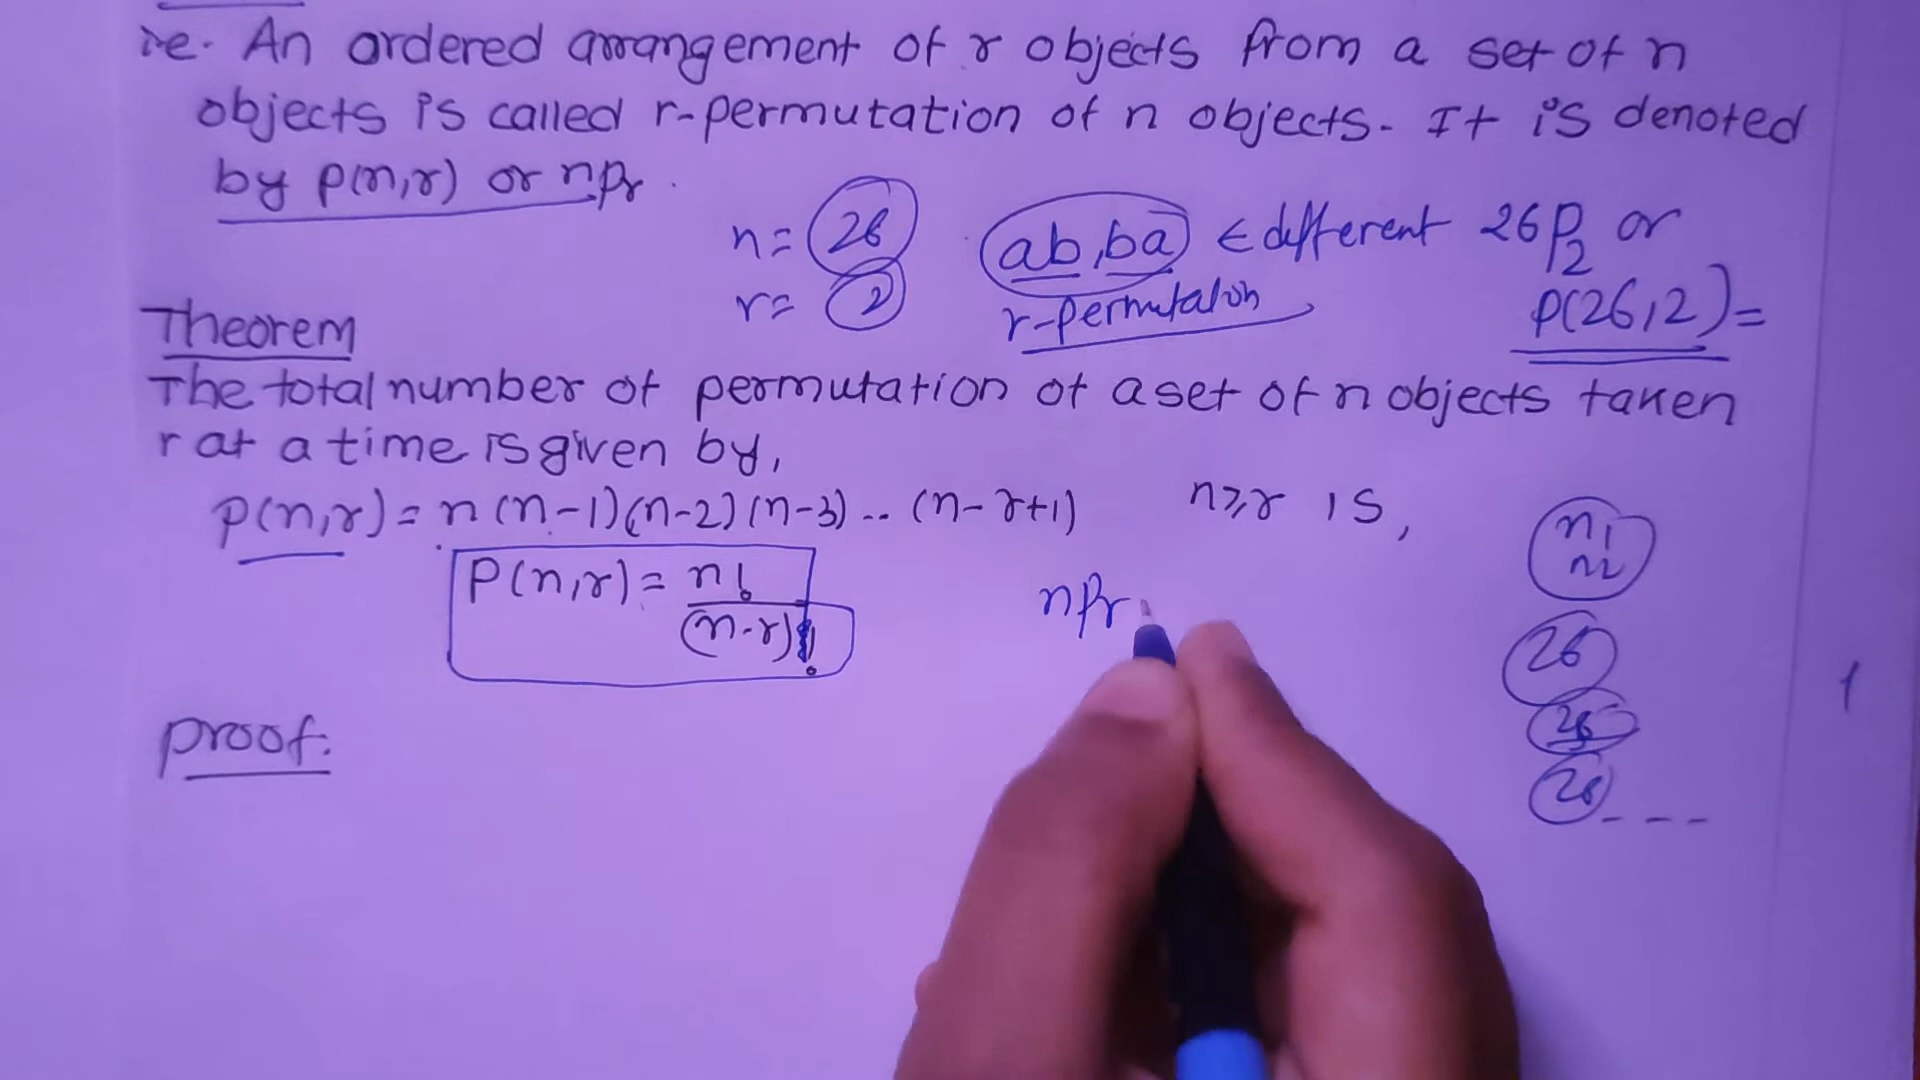 ie. An ordered arrangement of r objects from a set of n
objects is called r-permutation of n objects. It is denoted
by p(n,r) or nPr.
n = 26 ab, ba ∈ different 26P2 or
r = 2 r-permutation P(26,2) =
Theorem
The total number of permutation of a set of n objects taken
r at a time is given by,
p(n,r) = n(n-1)(n-2)(n-3)..(n-r+1) n≥r is,
P(n,r) = n!/(n-r)!
nPr
n1
n2
26
26
26 ---
1
proof: